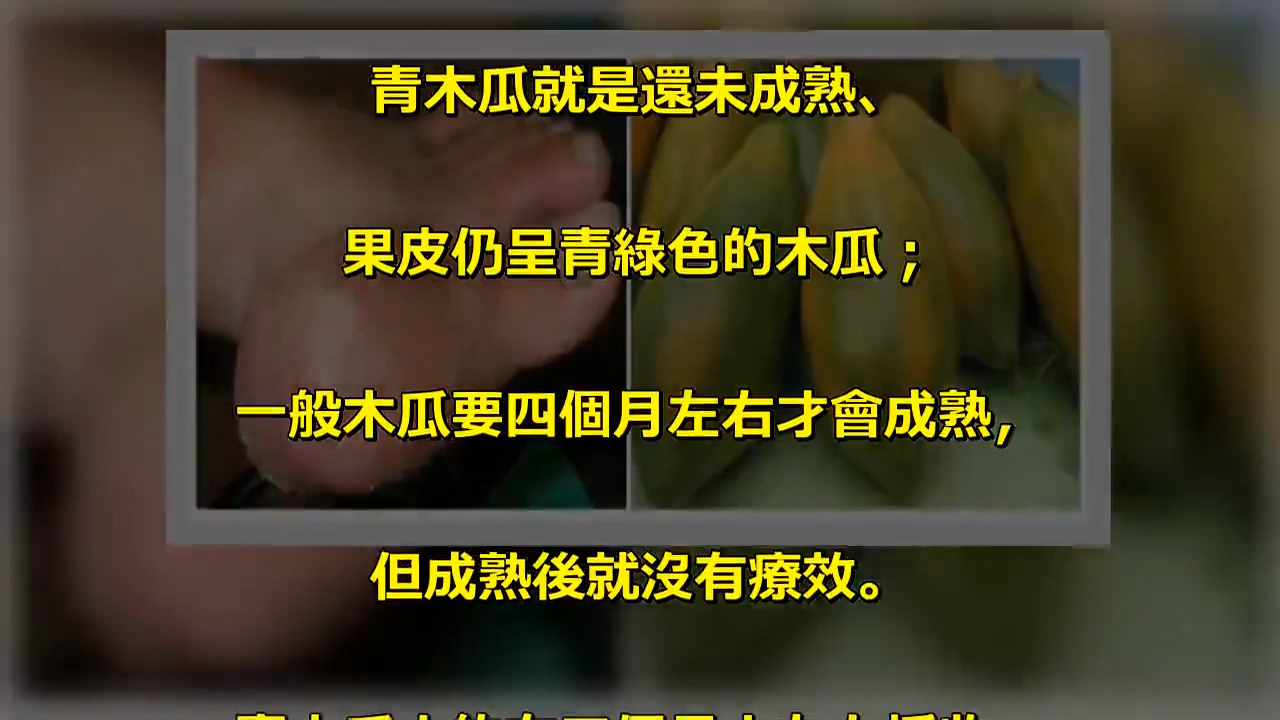 青木瓜就是還未成熟、
果皮仍呈青綠色的木瓜；
一般木瓜要四個月左右才會成熟,
但成熟後就沒有療效。